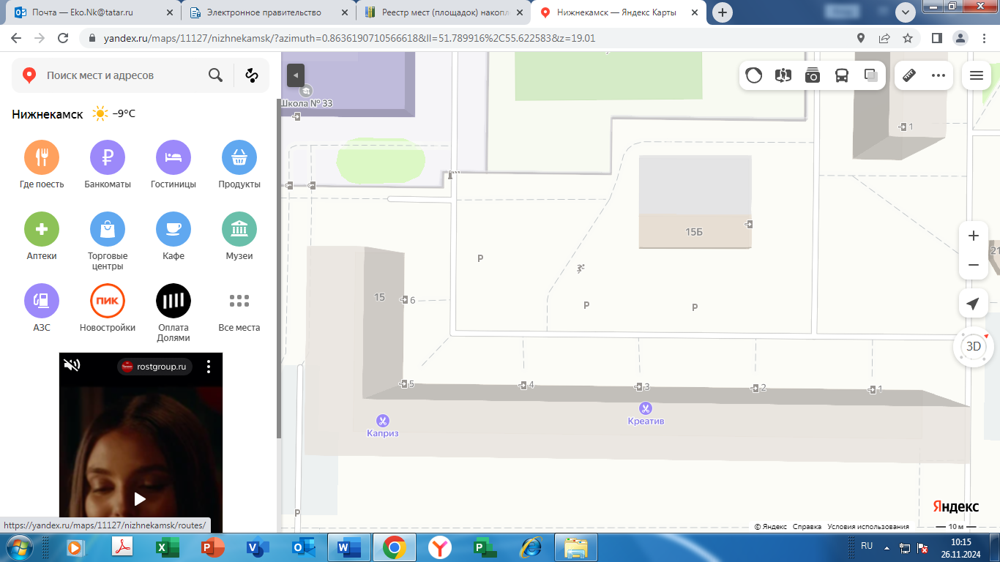 Почта — Eko.Nk@tatar.ru
Электронное правительство
Реестр мест (площадок) накопл
Нижнекамск — Яндекс Карты
yandex.ru/maps/11127/nizhnekamsk/?azimuth=0.8636190710566618&ll=51.789916%2C55.622583&z=19.01
Поиск мест и адресов
Нижнекамск
−9°C
Где поесть
Банкоматы
Гостиницы
Продукты
Аптеки
Торговые центры
Кафе
Музеи
ПИК
АЗС
Новостройки
Оплата Долями
Все места
rostgroup.ru
https://yandex.ru/maps/11127/nizhnekamsk/routes/
Школа № 33
1
15Б
21
P
15
6
P
P
3D
5
4
3
2
1
Каприз
Креатив
P
Яндекс
© Яндекс Справка Условия использования
10 м
RU
10:15
26.11.2024